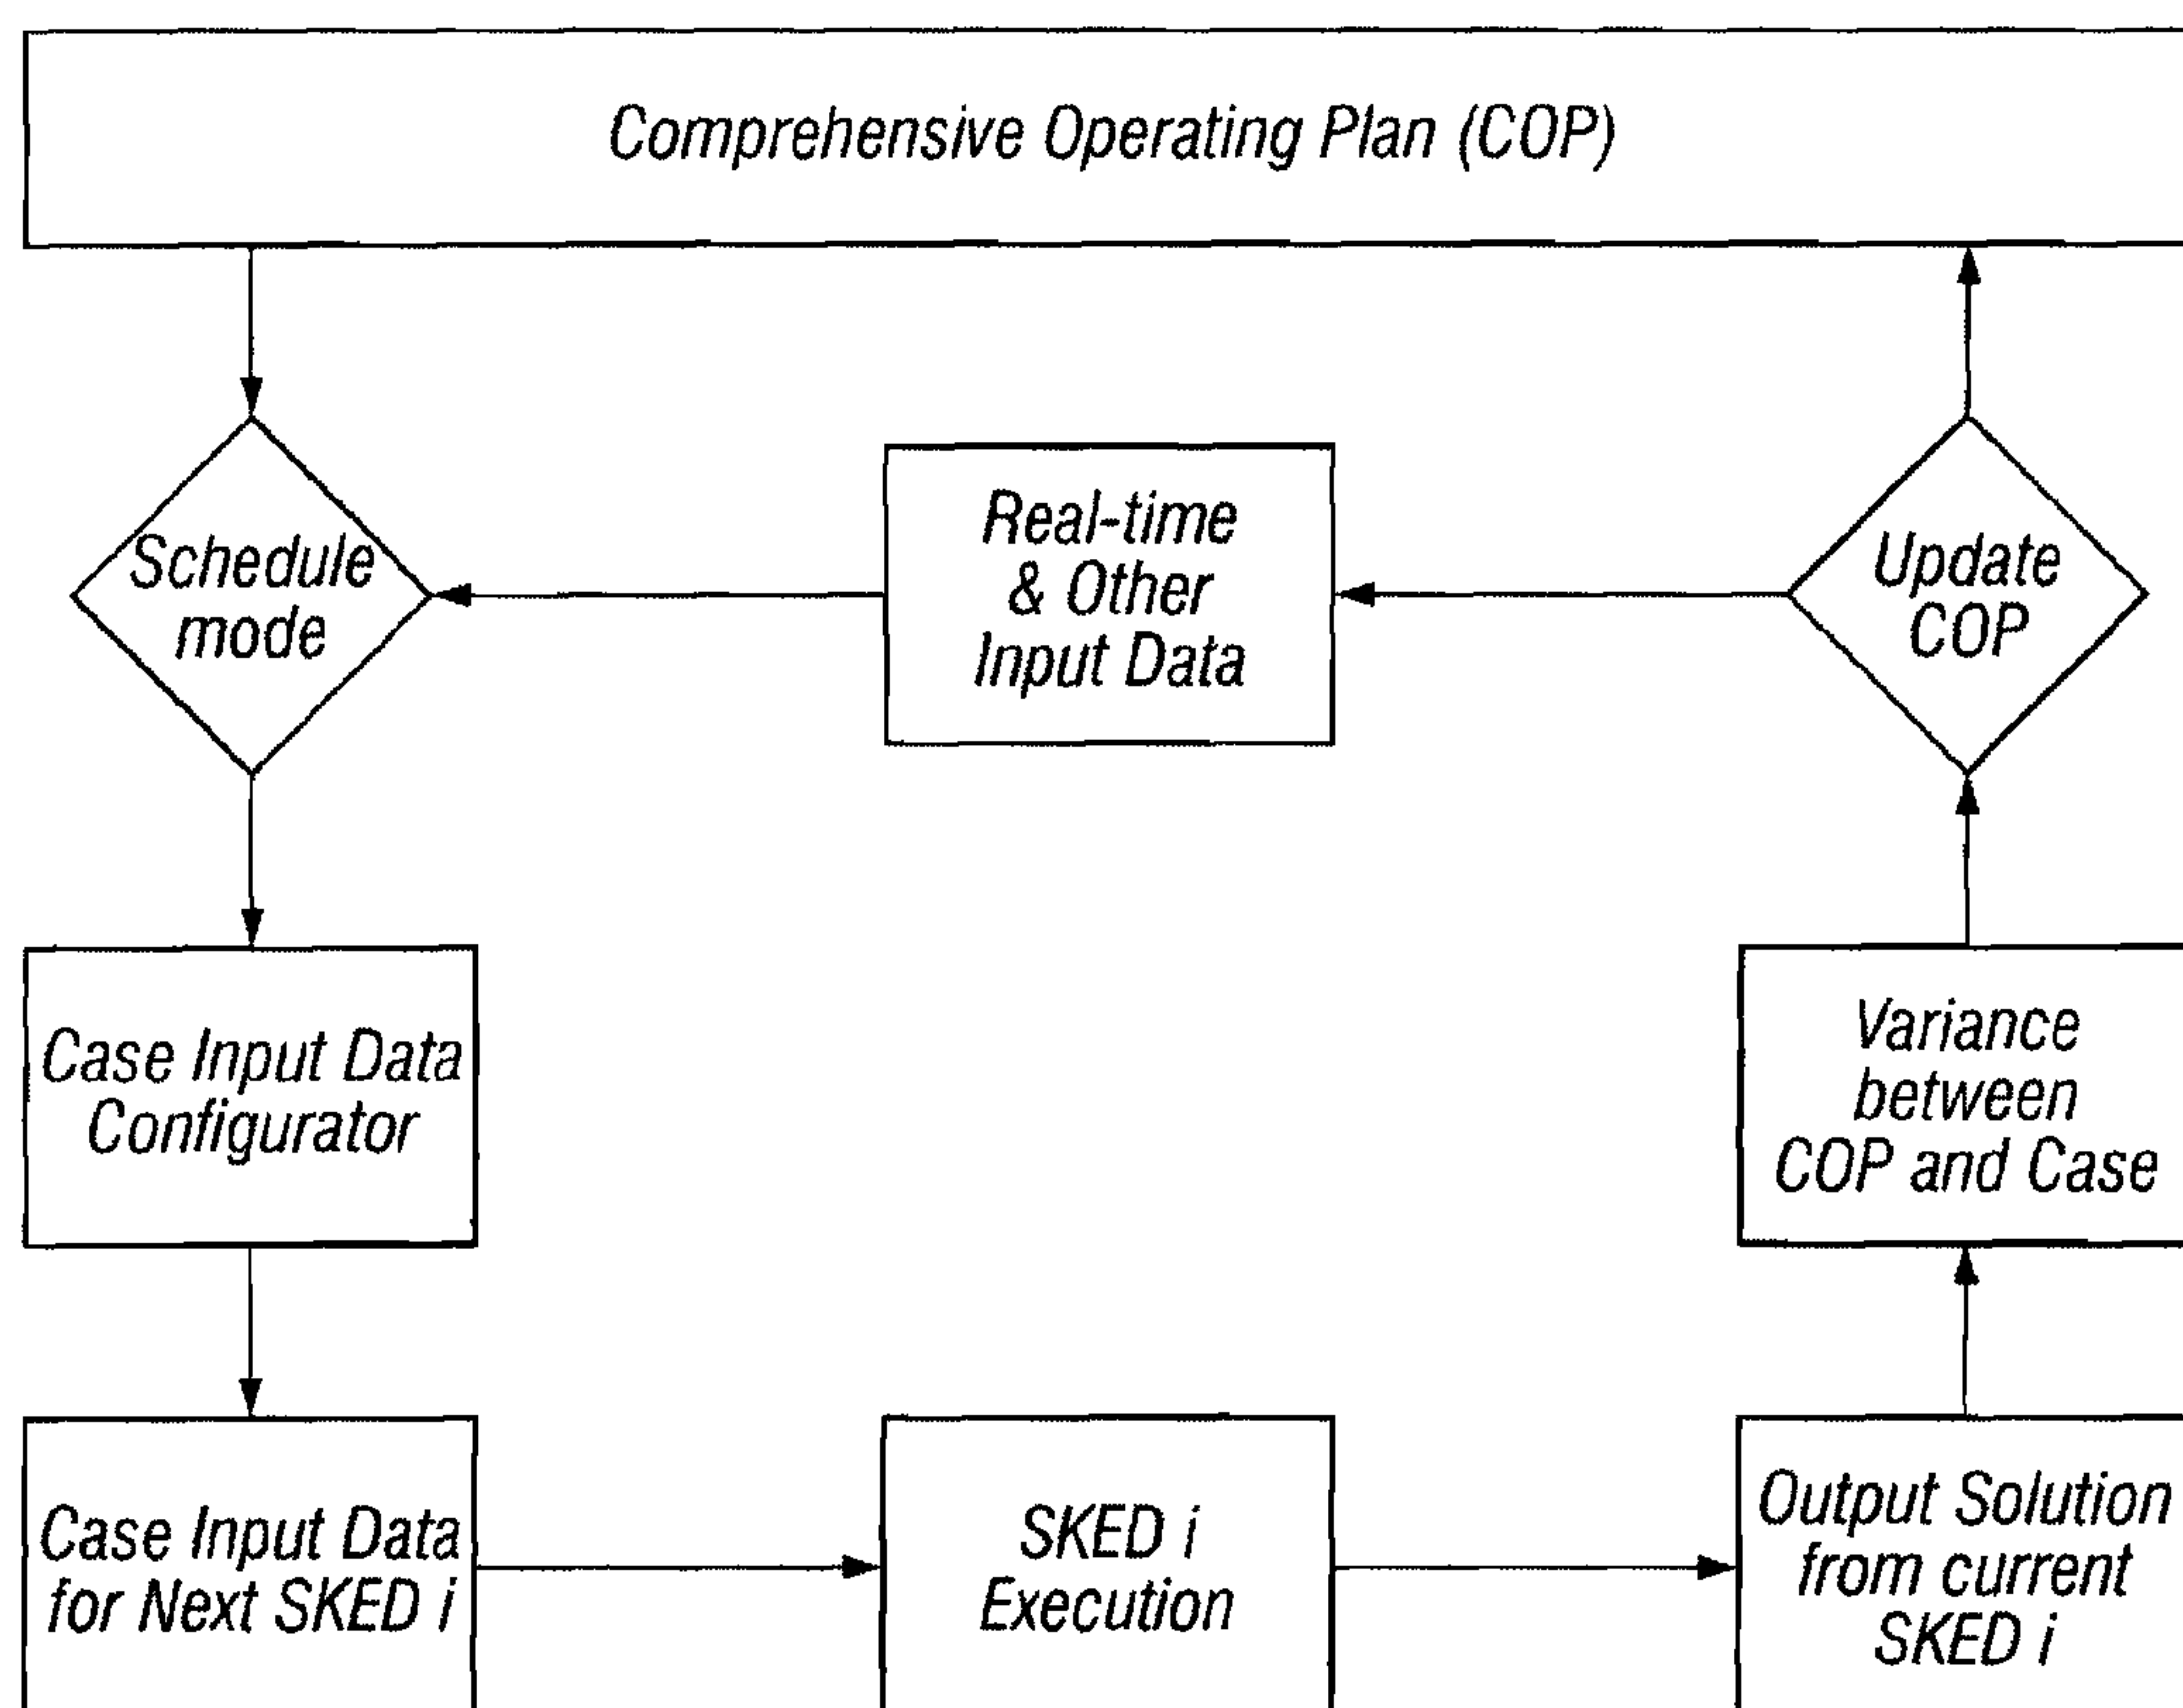 Comprehensive Operating Plan (COP)
Schedule
mode
Real-time
& Other
Input Data
Update
COP
Case Input Data
Configurator
Variance
between
COP and Case
Case Input Data
for Next SKED i
SKED i
Execution
Output Solution
from current
SKED i